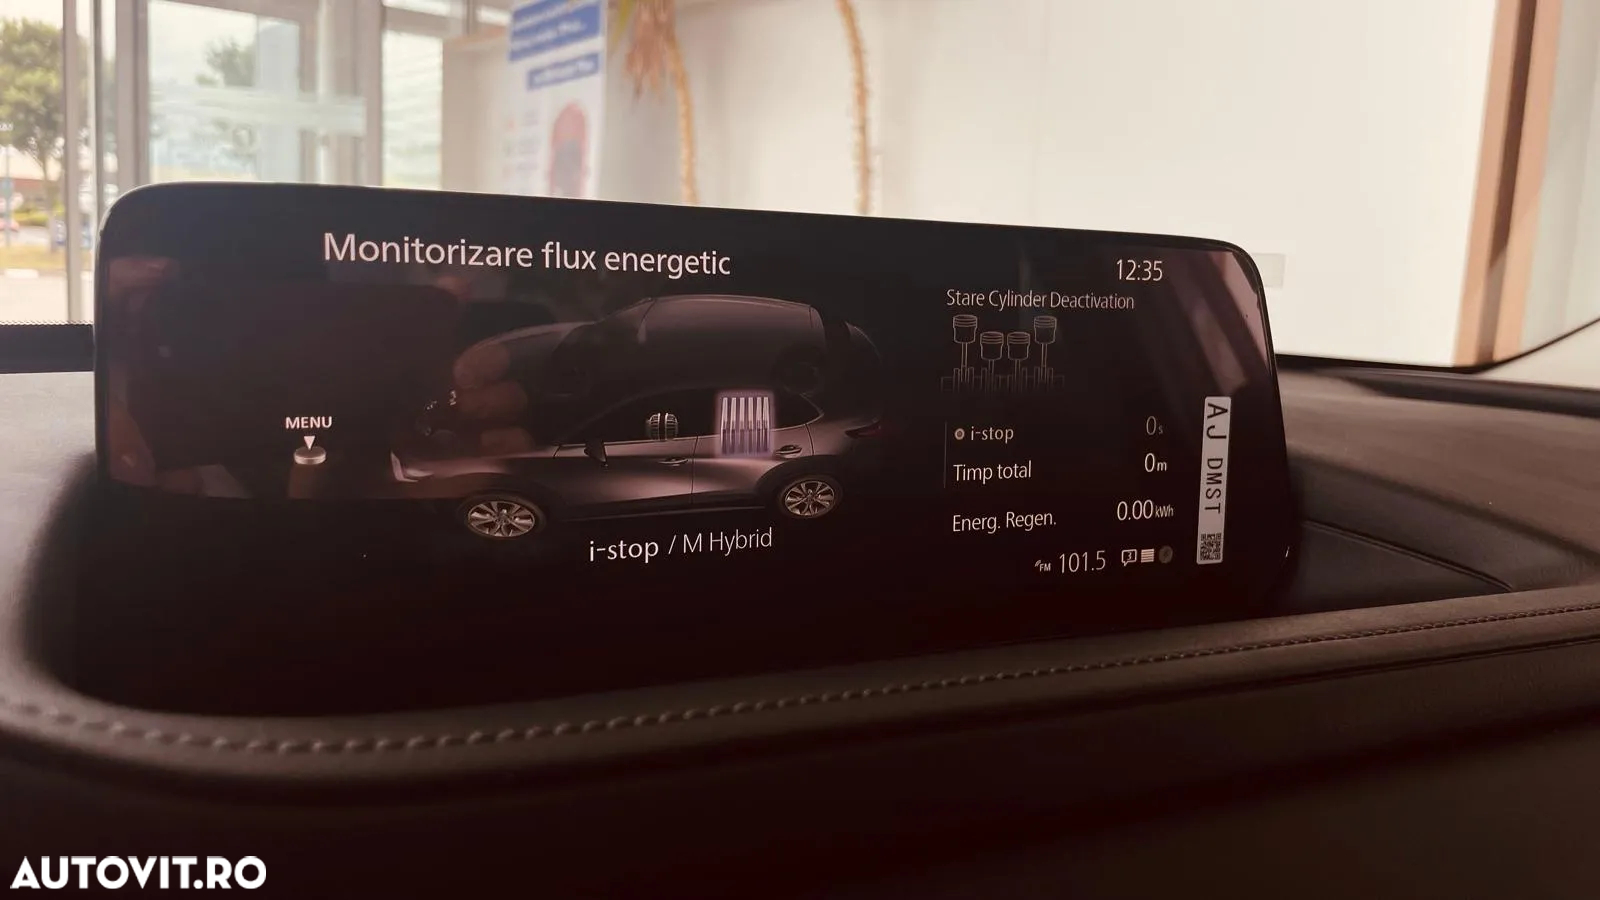 Monitorizare flux energetic
12:35
Stare Cylinder Deactivation
MENU
i-stop 0s
Timp total 0m
Energ. Regen. 0.00kWh
i-stop / M Hybrid
FM 101.5
3
AJ DMST
AUTOVIT.RO